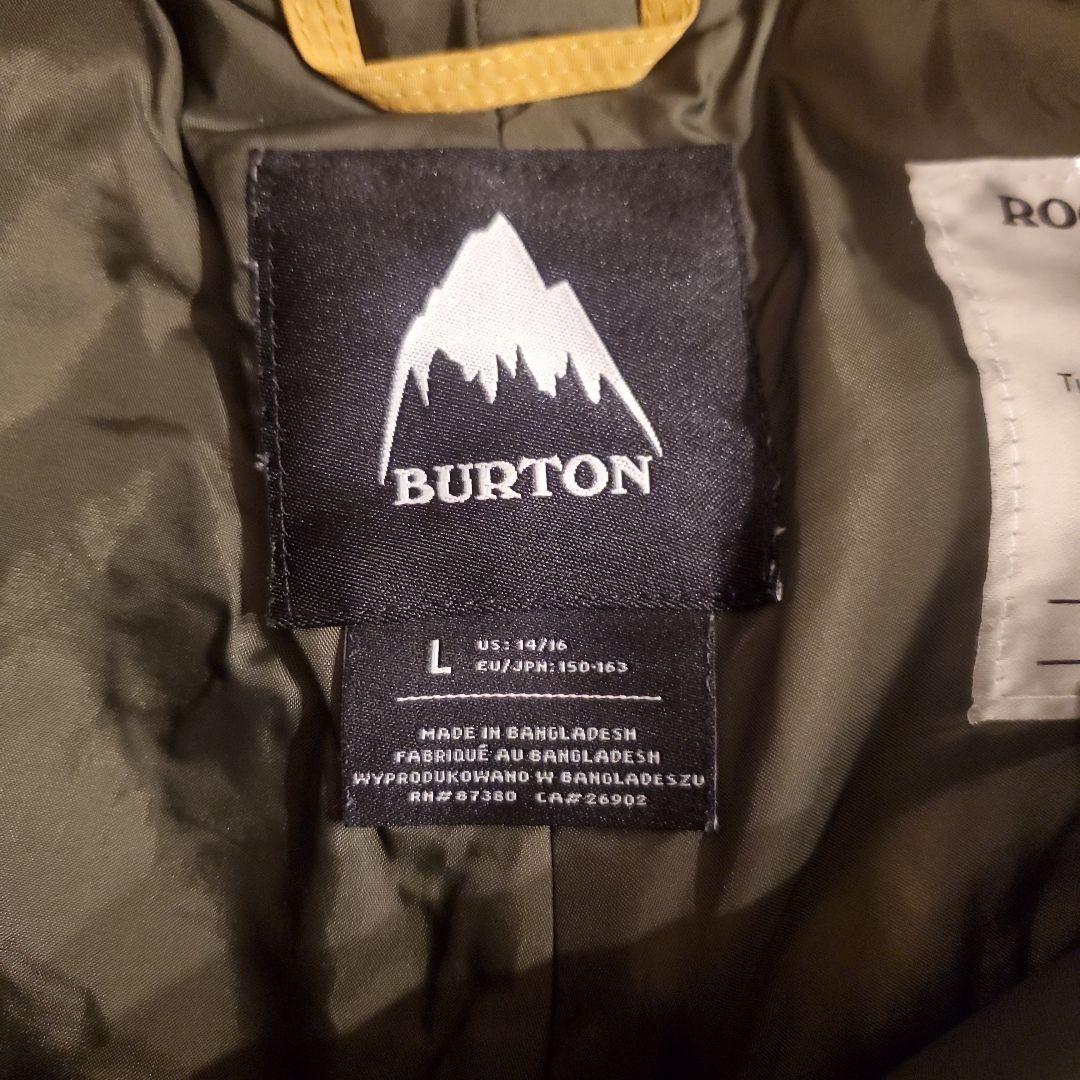 BURTON
L
US: 14/16
EU/JPN: 150-163
MADE IN BANGLADESH
FABRIQUÉ AU BANGLADESH
WYPRODUKOWANO W BANGLADESZU
RN#87380 CA#26902